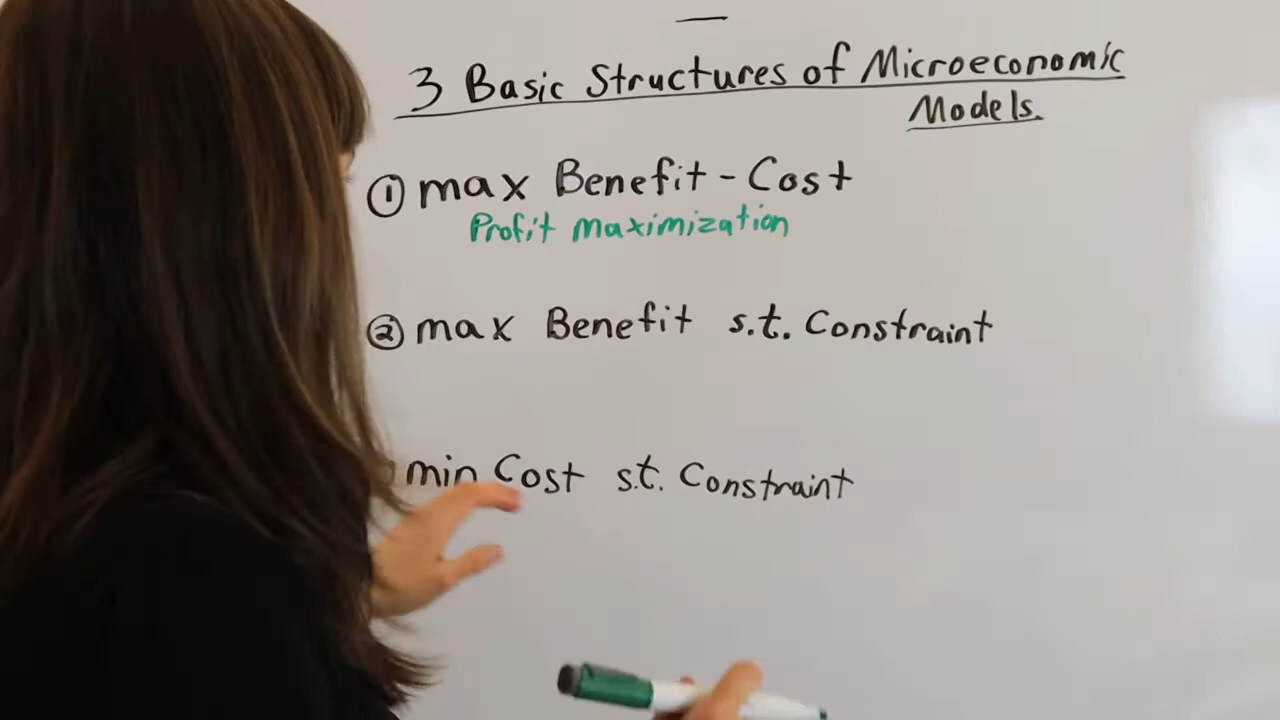 3 Basic Structures of Microeconomic
Models.
① max Benefit - Cost
Profit maximization
② max Benefit s.t. Constraint
min Cost s.t. Constraint